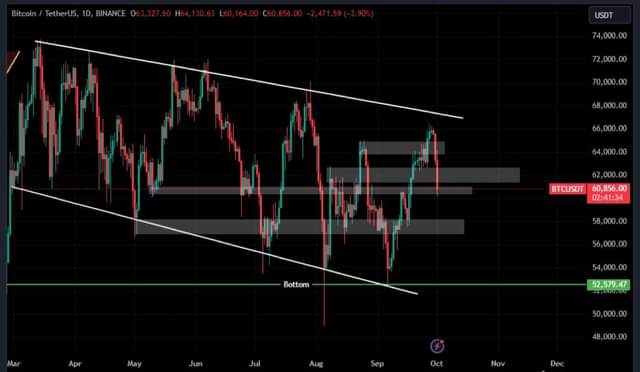 Bitcoin / TetherUS, 1D, BINANCE O63,327.60 H64,130.63 L60,164.00 C60,856.00 −2,471.59 (−3.90%)
USDT
74,000.00
72,000.00
70,000.00
68,000.00
66,000.00
64,000.00
62,000.00
BTCUSDT 60,856.00
02:41:34
58,000.00
56,000.00
54,000.00
Bottom
52,579.47
50,000.00
48,000.00
Mar Apr May Jun Jul Aug Sep Oct Nov Dec